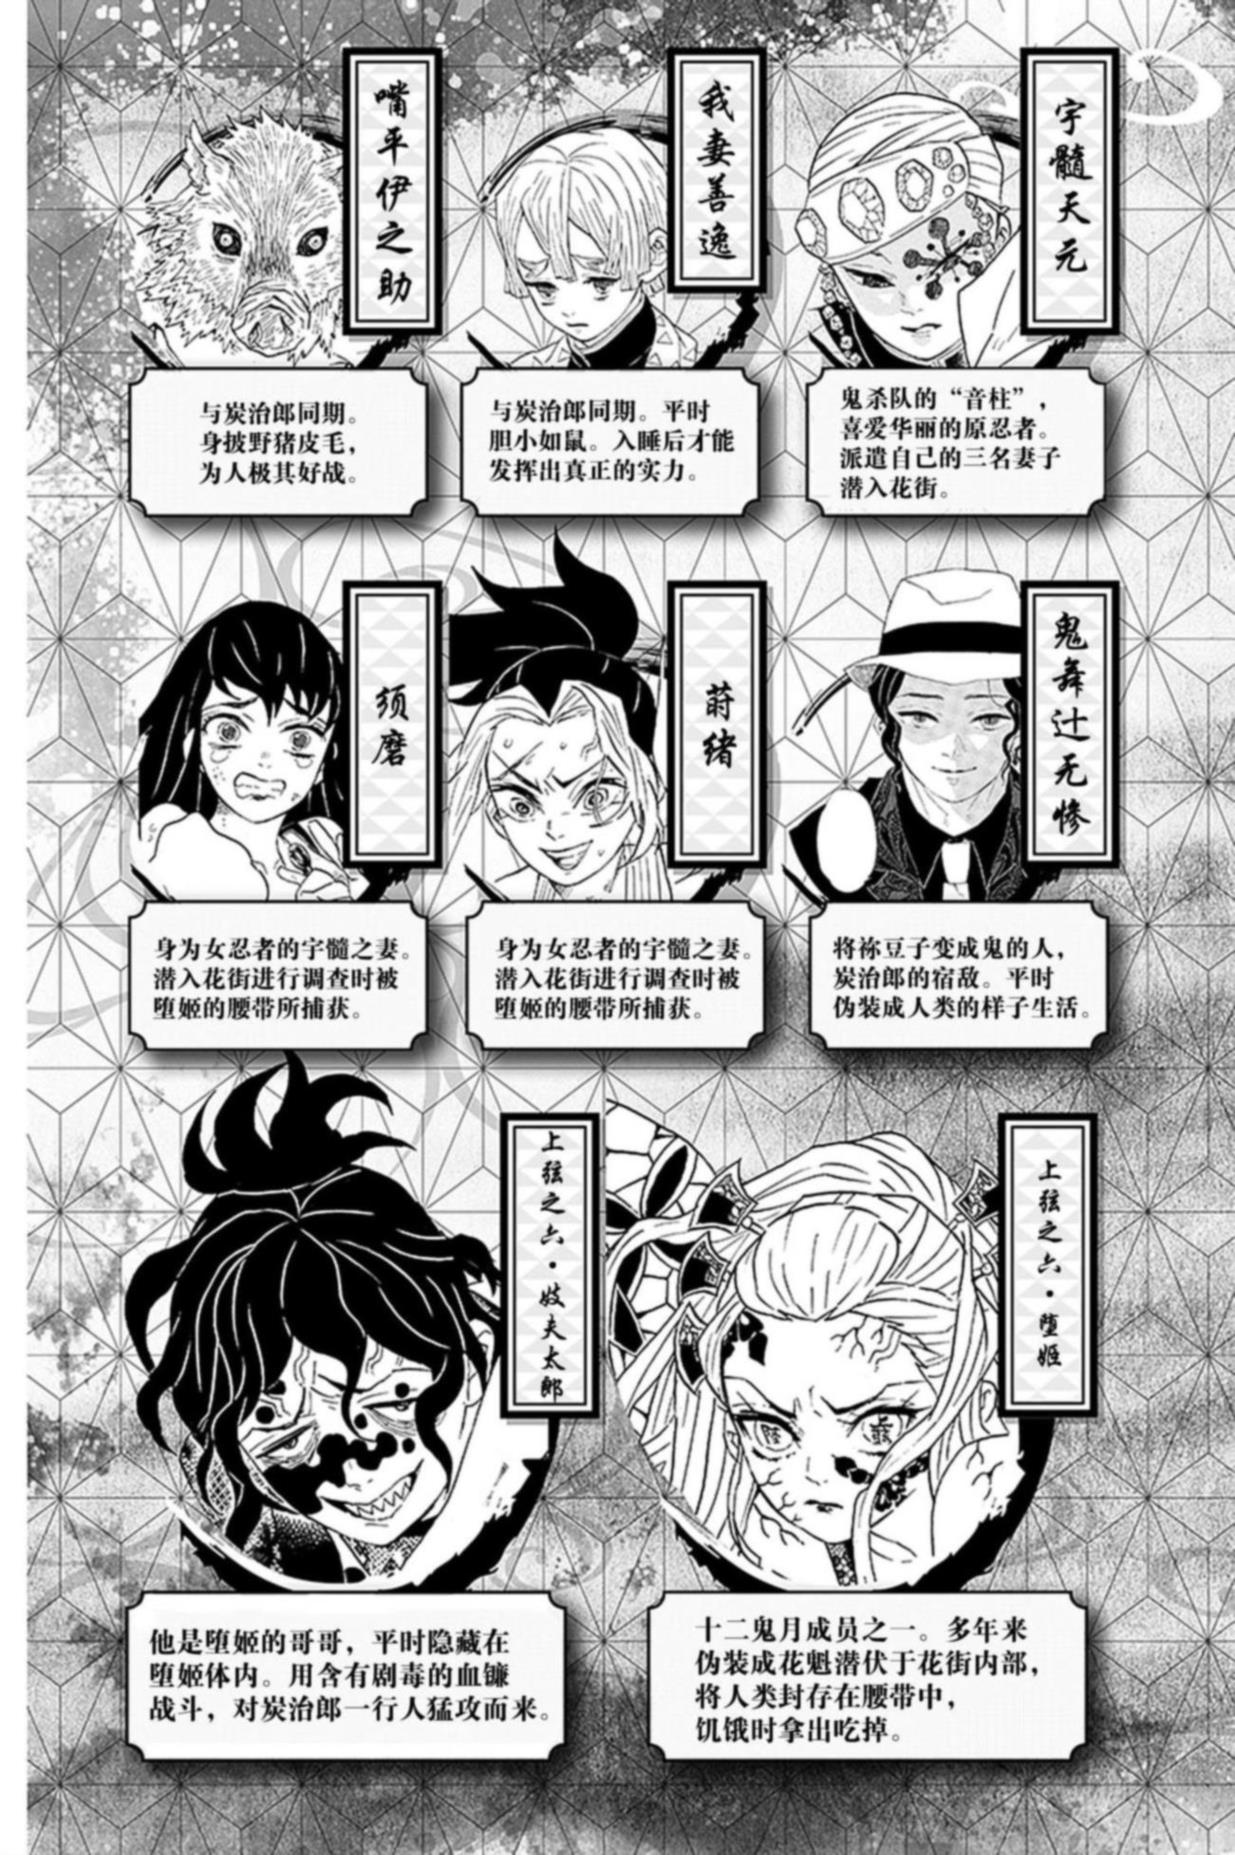 宇髓天元
鬼杀队的“音柱”，
喜爱华丽的原忍者。
派遣自己的三名妻子
潜入花街。
我妻善逸
与炭治郎同期。平时
胆小如鼠。入睡后才能
发挥出真正的实力。
嘴平伊之助
与炭治郎同期。
身披野猪皮毛，
为人极其好战。
鬼舞辻无惨
将祢豆子变成鬼的人，
炭治郎的宿敌。平时
伪装成人类的样子生活。
莳绪
身为女忍者的宇髓之妻。
潜入花街进行调查时被
堕姬的腰带所捕获。
须磨
身为女忍者的宇髓之妻。
潜入花街进行调查时被
堕姬的腰带所捕获。
上弦之六·堕姬
十二鬼月成员之一。多年来
伪装成花魁潜伏于花街内部，
将人类封存在腰带中，
饥饿时拿出吃掉。
上弦之六·妓夫太郎
他是堕姬的哥哥，平时隐藏在
堕姬体内。用含有剧毒的血镰
战斗，对炭治郎一行人猛攻而来。